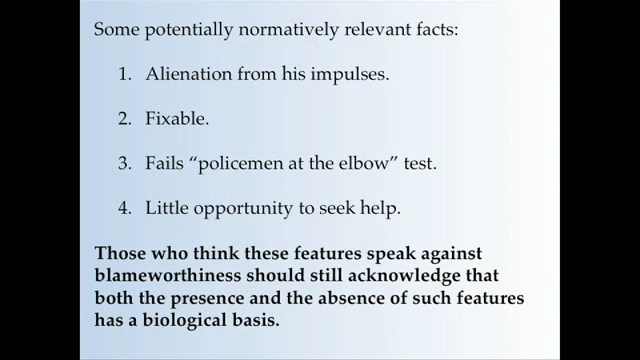 Some potentially normatively relevant facts:
1. Alienation from his impulses.
2. Fixable.
3. Fails “policemen at the elbow” test.
4. Little opportunity to seek help.
Those who think these features speak against
blameworthiness should still acknowledge that
both the presence and the absence of such features
has a biological basis.